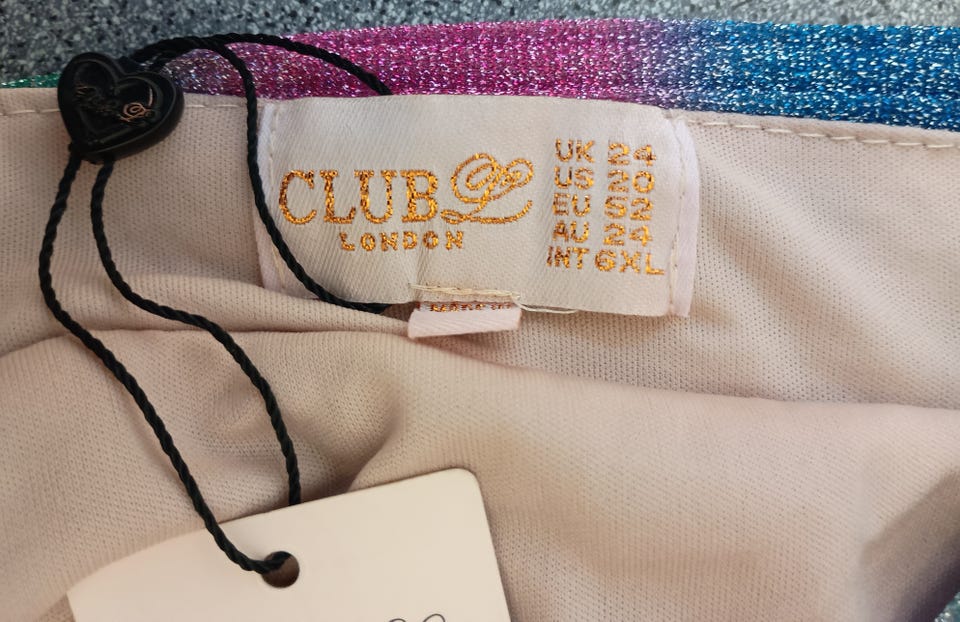 CLUB L
LONDON
UK 24
US 20
EU 52
AU 24
INT 6XL